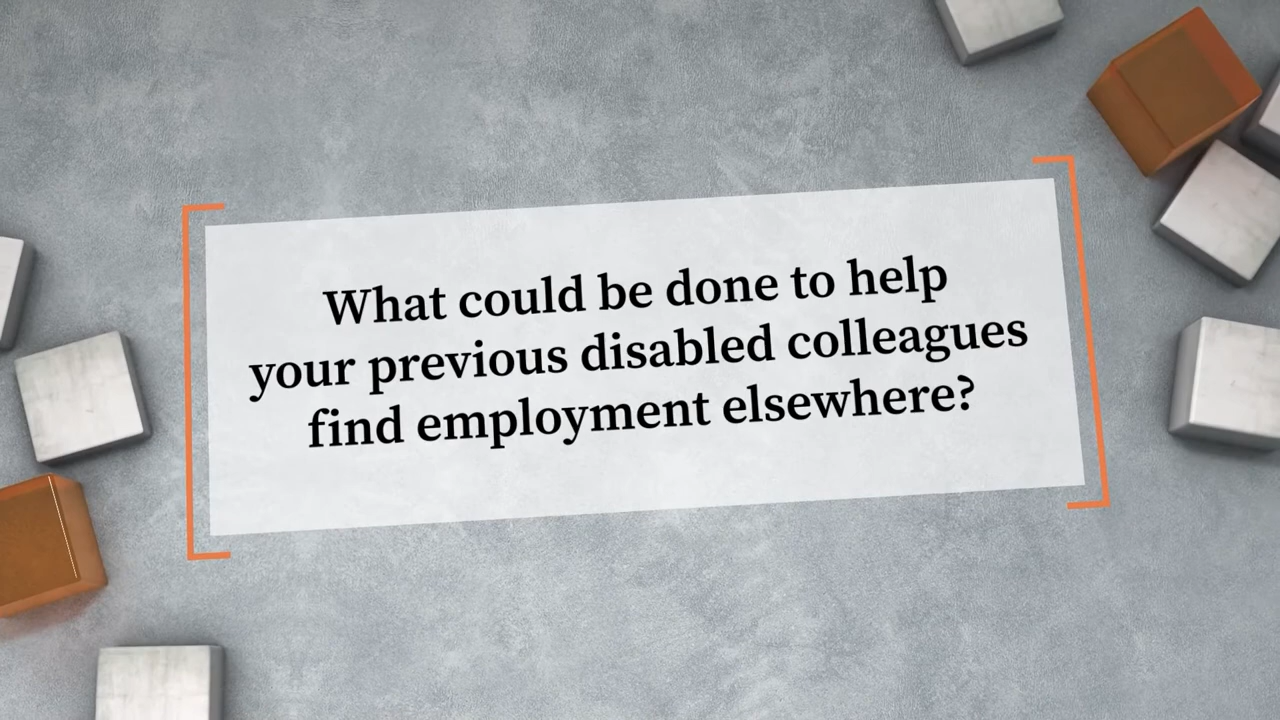 What could be done to help
your previous disabled colleagues
find employment elsewhere?